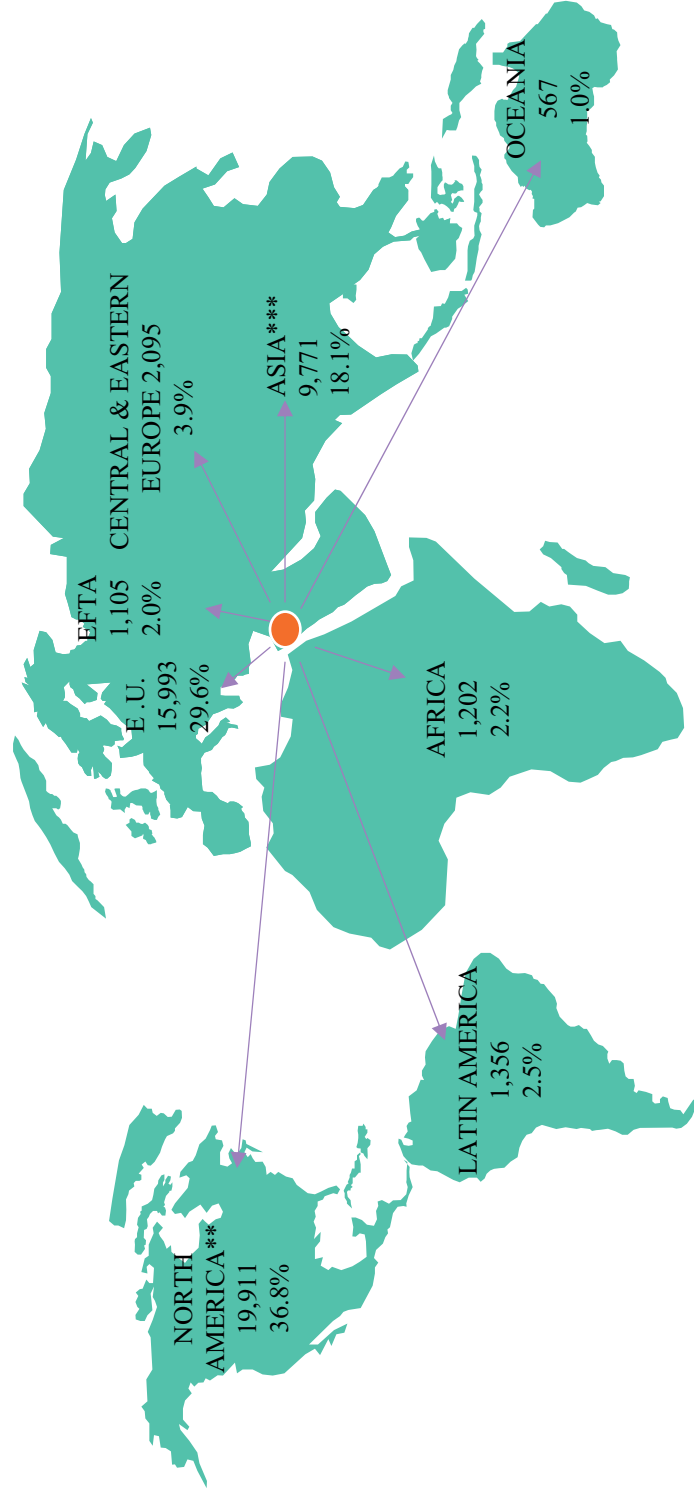 NORTH
AMERICA**
19,911
36.8%
LATIN AMERICA
1,356
2.5%
E .U.
15,993
29.6%
EFTA
1,105
2.0%
CENTRAL & EASTERN
EUROPE 2,095
3.9%
ASIA***
9,771
18.1%
AFRICA
1,202
2.2%
OCEANIA
567
1.0%